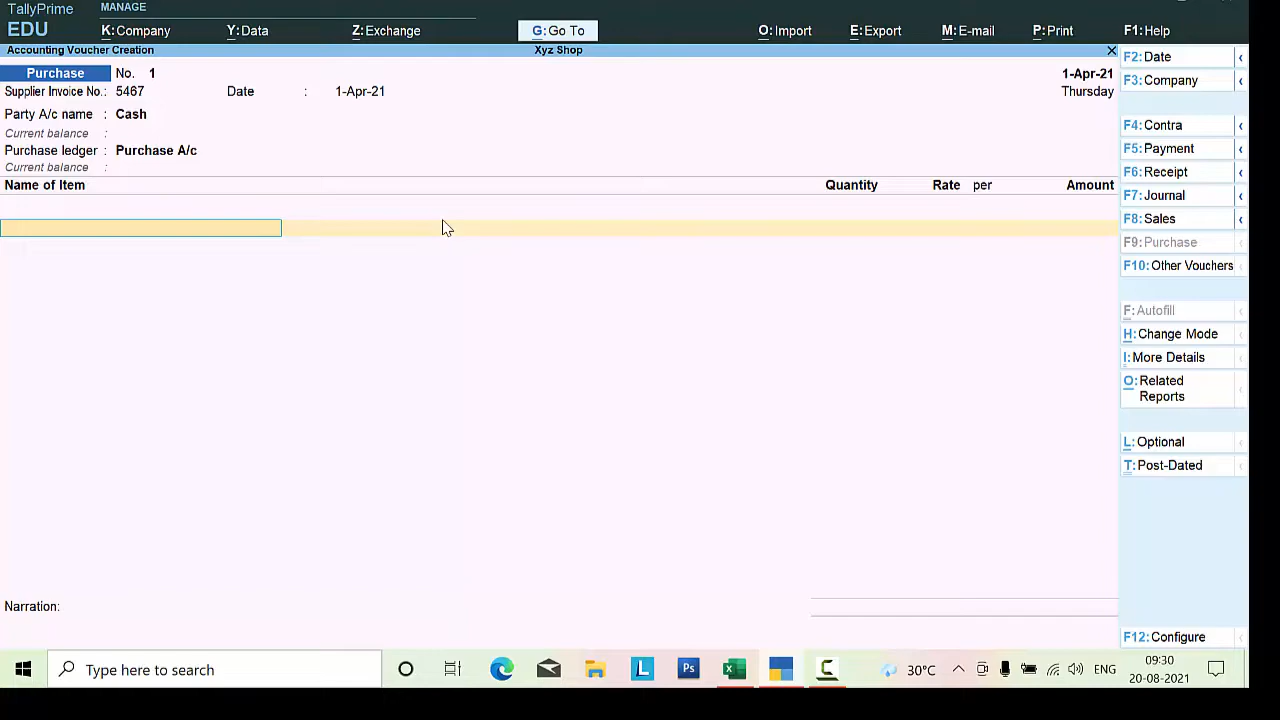 TallyPrime MANAGE
EDU K:Company Y:Data Z:Exchange G:Go To O:Import E:Export M:E-mail P:Print F1:Help
Accounting Voucher Creation Xyz Shop
Purchase No. 1 1-Apr-21
Supplier Invoice No.: 5467 Date : 1-Apr-21 Thursday
Party A/c name : Cash
Current balance :
Purchase ledger : Purchase A/c
Current balance :
Name of Item Quantity Rate per Amount
Narration:
F2:Date
F3:Company
F4:Contra
F5:Payment
F6:Receipt
F7:Journal
F8:Sales
F9:Purchase
F10:Other Vouchers
F:Autofill
H:Change Mode
I:More Details
O:Related
Reports
L:Optional
T:Post-Dated
F12:Configure
Type here to search L Ps 30°C ENG 09:30
20-08-2021